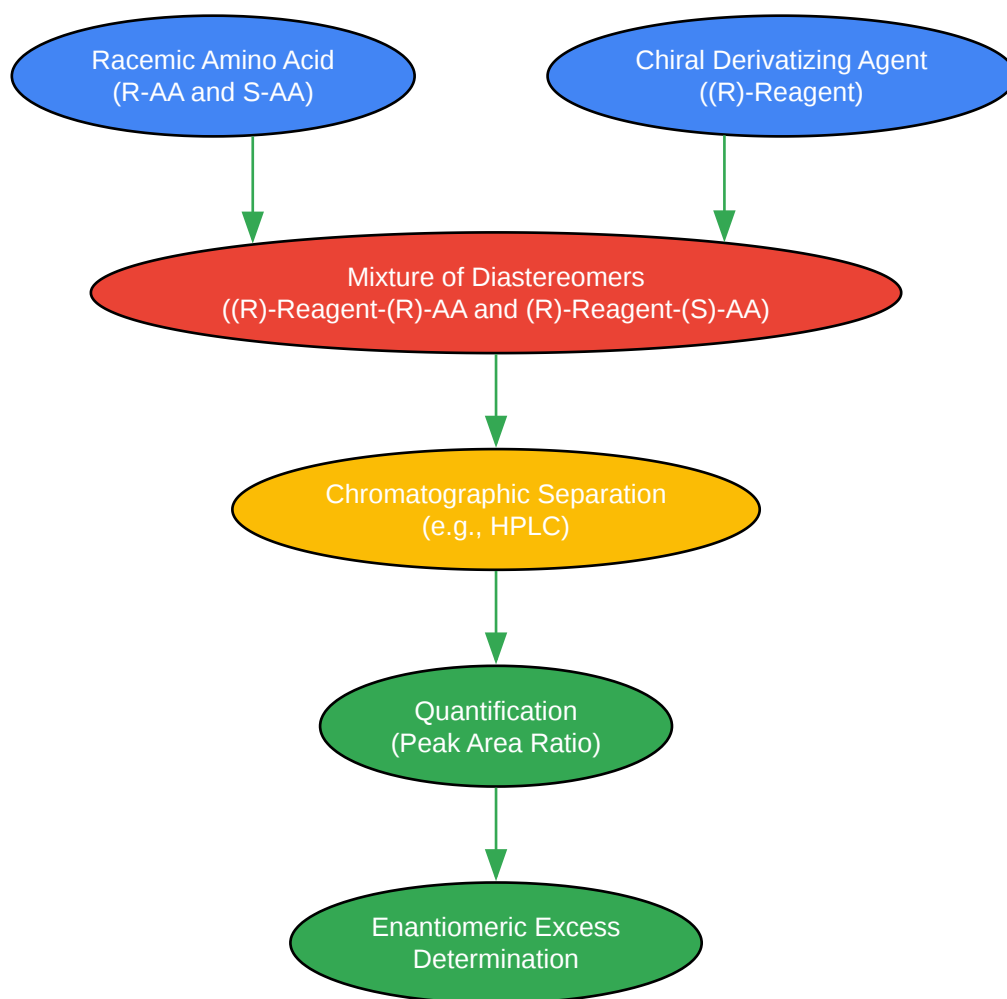 Racemic Amino Acid
(R-AA and S-AA)
Chiral Derivatizing Agent
((R)-Reagent)
Mixture of Diastereomers
((R)-Reagent-(R)-AA and (R)-Reagent-(S)-AA)
Chromatographic Separation
(e.g., HPLC)
Quantification
(Peak Area Ratio)
Enantiomeric Excess
Determination